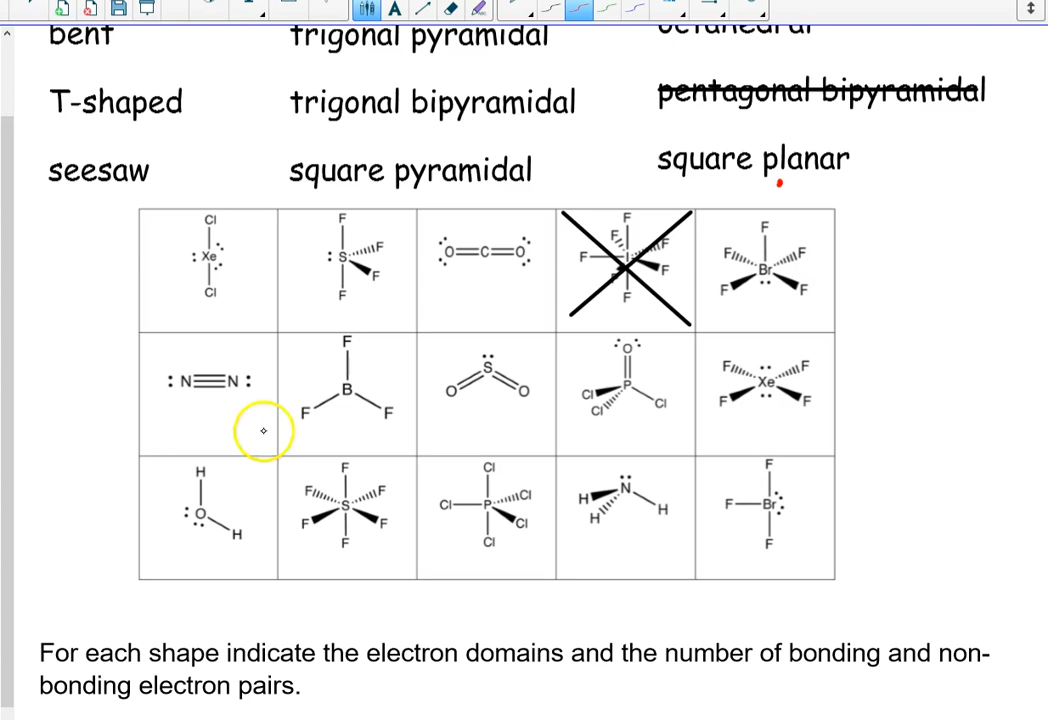 bent
trigonal pyramidal
octahedral
T-shaped
trigonal bipyramidal
pentagonal bipyramidal
seesaw
square pyramidal
square planar
Cl
Xe
Cl
F
S F
F
F
O=C=O
F
F F
F I F
F
F
F F
Br
F F
N≡N
F
B
F F
S
O O
O
P
Cl Cl
Cl
F F
Xe
F F
H
O
H
F
F F
S
F F
F
Cl
Cl P Cl
Cl
Cl
N
H H
H
F
F Br
F
For each shape indicate the electron domains and the number of bonding and non-
bonding electron pairs.